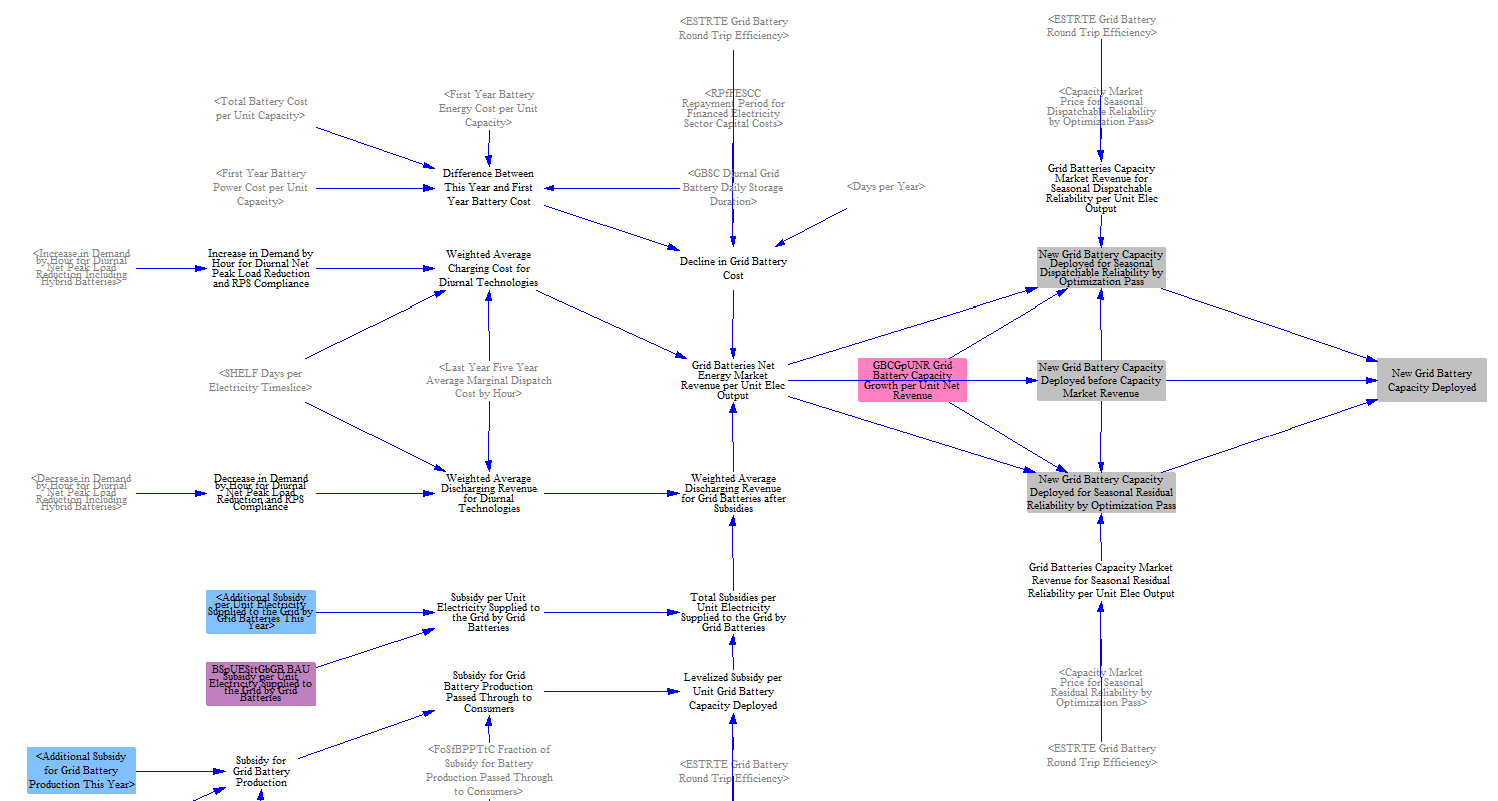 <ESTRTE Grid Battery
Round Trip Efficiency>
<ESTRTE Grid Battery
Round Trip Efficiency>
<Total Battery Cost
per Unit Capacity>
<First Year Battery
Energy Cost per Unit
Capacity>
<RPfFESCC
Repayment Period for
Financed Electricity
Sector Capital Costs>
<Capacity Market
Price for Seasonal
Dispatchable Reliability
by Optimization Pass>
<First Year Battery
Power Cost per Unit
Capacity>
Difference Between
This Year and First
Year Battery Cost
<GBSC Diurnal Grid
Battery Daily Storage
Duration>
<Days per Year>
Grid Batteries Capacity
Market Revenue for
Seasonal Dispatchable
Reliability per Unit Elec
Output
<Increase in Demand
by Hour for Diurnal
Net Peak Load
Reduction Including
Hybrid Batteries>
Increase in Demand by
Hour for Diurnal Net
Peak Load Reduction
and RPS Compliance
Weighted Average
Charging Cost for
Diurnal Technologies
Decline in Grid Battery
Cost
New Grid Battery Capacity
Deployed for Seasonal
Dispatchable Reliability by
Optimization Pass
<SHELF Days per
Electricity Timeslice>
<Last Year Five Year
Average Marginal Dispatch
Cost by Hour>
Grid Batteries Net
Energy Market
Revenue per Unit Elec
Output
GBCGpUNR Grid
Battery Capacity
Growth per Unit Net
Revenue
New Grid Battery Capacity
Deployed before Capacity
Market Revenue
New Grid Battery
Capacity Deployed
<Decrease in Demand
by Hour for Diurnal
Net Peak Load
Reduction Including
Hybrid Batteries>
Decrease in Demand
by Hour for Diurnal
Net Peak Load
Reduction and RPS
Compliance
Weighted Average
Discharging Revenue
for Diurnal
Technologies
Weighted Average
Discharging Revenue
for Grid Batteries after
Subsidies
New Grid Battery Capacity
Deployed for Seasonal Residual
Reliability by Optimization Pass
<Additional Subsidy
per Unit Electricity
Supplied to the Grid by
Grid Batteries This
Year>
Subsidy per Unit
Electricity Supplied to
the Grid by Grid
Batteries
Total Subsidies per
Unit Electricity
Supplied to the Grid by
Grid Batteries
Grid Batteries Capacity Market
Revenue for Seasonal Residual
Reliability per Unit Elec Output
BSpUESttGbGB BAU
Subsidy per Unit
Electricity Supplied to
the Grid by Grid
Batteries
Subsidy for Grid
Battery Production
Passed Through to
Consumers
Levelized Subsidy per
Unit Grid Battery
Capacity Deployed
<Capacity Market
Price for Seasonal
Residual Reliability by
Optimization Pass>
<Additional Subsidy
for Grid Battery
Production This Year>
Subsidy for
Grid Battery
Production
<FoSfBPPTtC Fraction of
Subsidy for Battery
Production Passed Through
to Consumers>
<ESTRTE Grid Battery
Round Trip Efficiency>
<ESTRTE Grid Battery
Round Trip Efficiency>